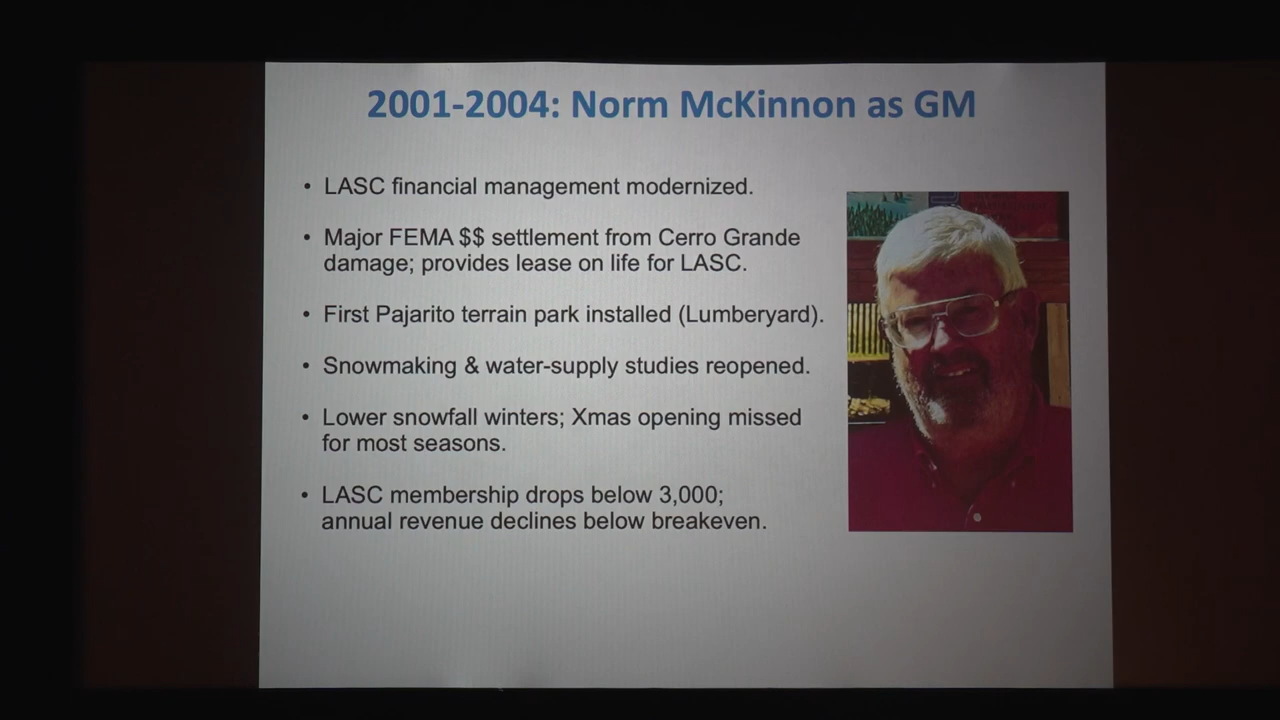 2001-2004: Norm McKinnon as GM
• LASC financial management modernized.
• Major FEMA $$ settlement from Cerro Grande
damage; provides lease on life for LASC.
• First Pajarito terrain park installed (Lumberyard).
• Snowmaking & water-supply studies reopened.
• Lower snowfall winters; Xmas opening missed
for most seasons.
• LASC membership drops below 3,000;
annual revenue declines below breakeven.